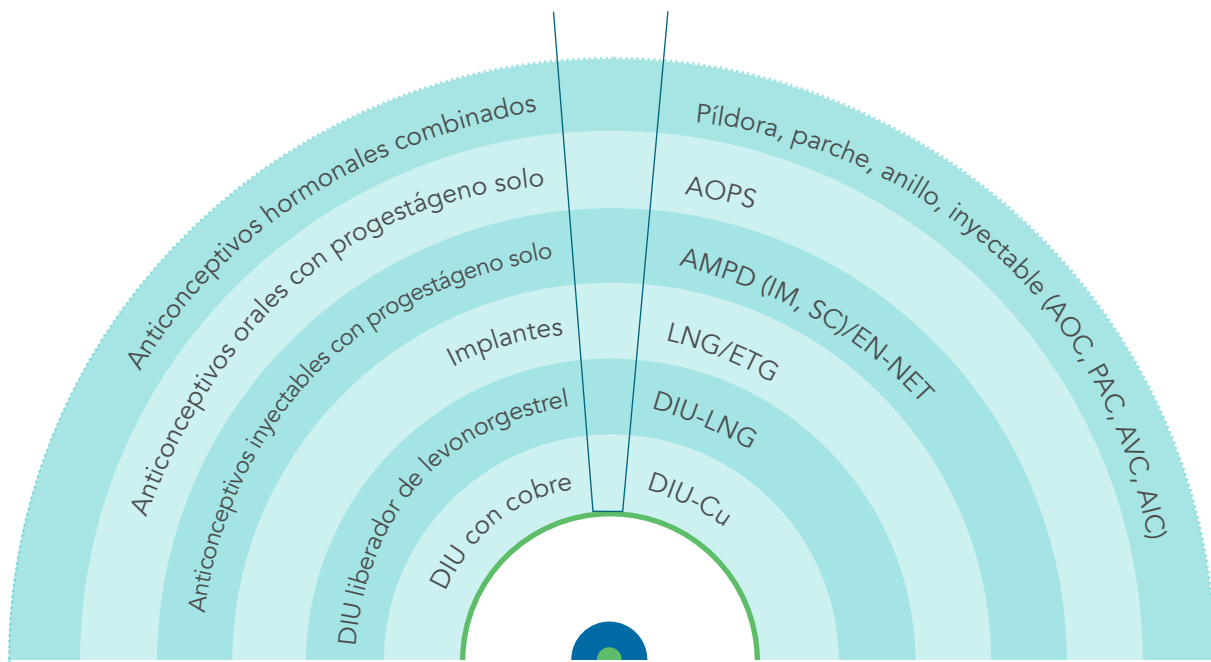 Anticonceptivos hormonales combinados
Píldora, parche, anillo, inyectable (AOC, PAC, AVC, AIC)
Anticonceptivos orales con progestágeno solo
AOPS
Anticonceptivos inyectables con progestágeno solo
AMPD (IM, SC)/EN-NET
Implantes
LNG/ETG
DIU liberador de levonorgestrel
DIU-LNG
DIU con cobre
DIU-Cu